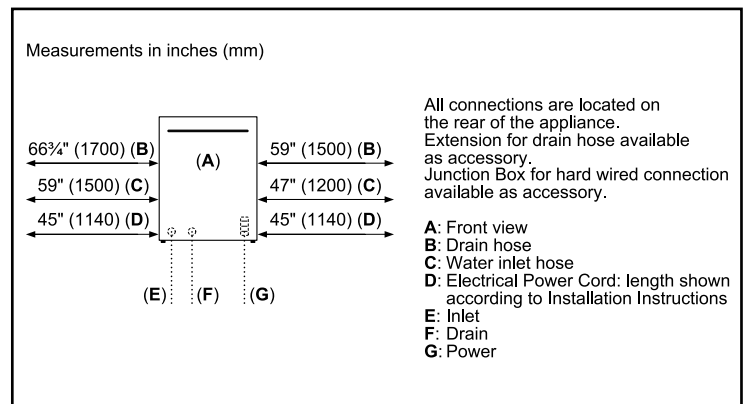 Measurements in inches (mm)
66¾" (1700) (B)
59" (1500) (C)
45" (1140) (D)
(A)
59" (1500) (B)
47" (1200) (C)
45" (1140) (D)
(E)
(F)
(G)
All connections are located on
the rear of the appliance.
Extension for drain hose available
as accessory.
Junction Box for hard wired connection
available as accessory.
A: Front view
B: Drain hose
C: Water inlet hose
D: Electrical Power Cord: length shown
according to Installation Instructions
E: Inlet
F: Drain
G: Power